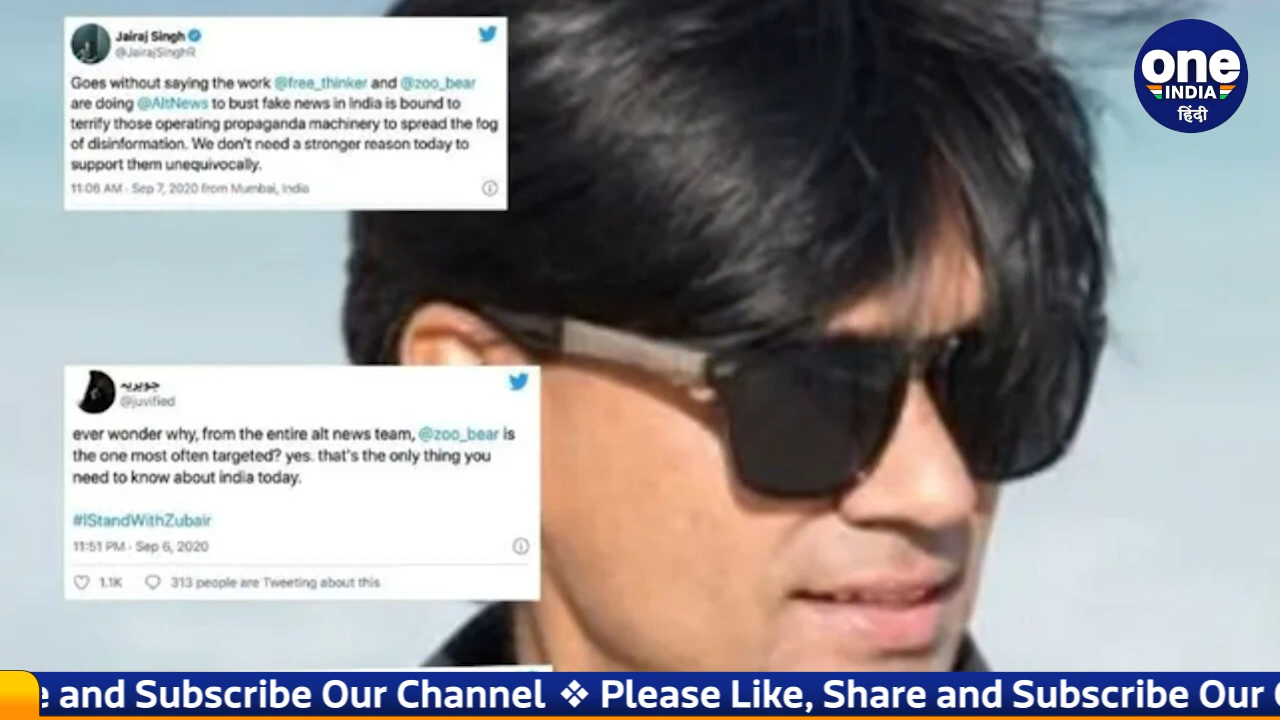 Jairaj Singh
@JairajSinghR
Goes without saying the work @free_thinker and @zoo_bear
are doing @AltNews to bust fake news in India is bound to
terrify those operating propaganda machinery to spread the fog
of disinformation. We don't need a stronger reason today to
support them unequivocally.
11:06 AM · Sep 7, 2020 from Mumbai, India
one
INDIA
हिंदी
جويريه
@juvified
ever wonder why, from the entire alt news team, @zoo_bear is
the one most often targeted? yes. that's the only thing you
need to know about india today.
#IStandWithZubair
11:51 PM · Sep 6, 2020
1.1K 313 people are Tweeting about this
e and Subscribe Our Channel ❖ Please Like, Share and Subscribe Our